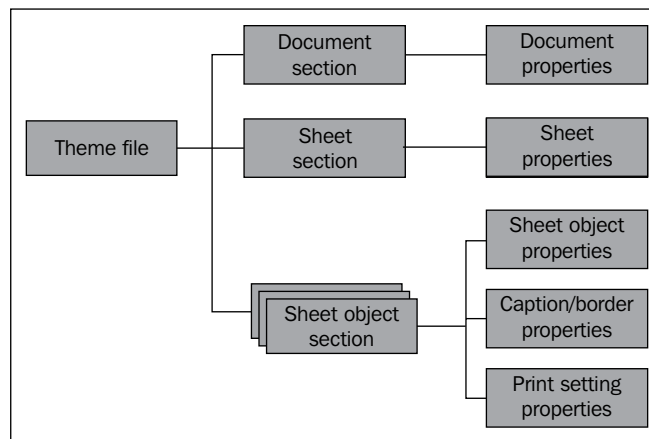 Document
section
Document
properties
Theme file
Sheet
section
Sheet
properties
Sheet object
section
Sheet object
properties
Caption/border
properties
Print setting
properties